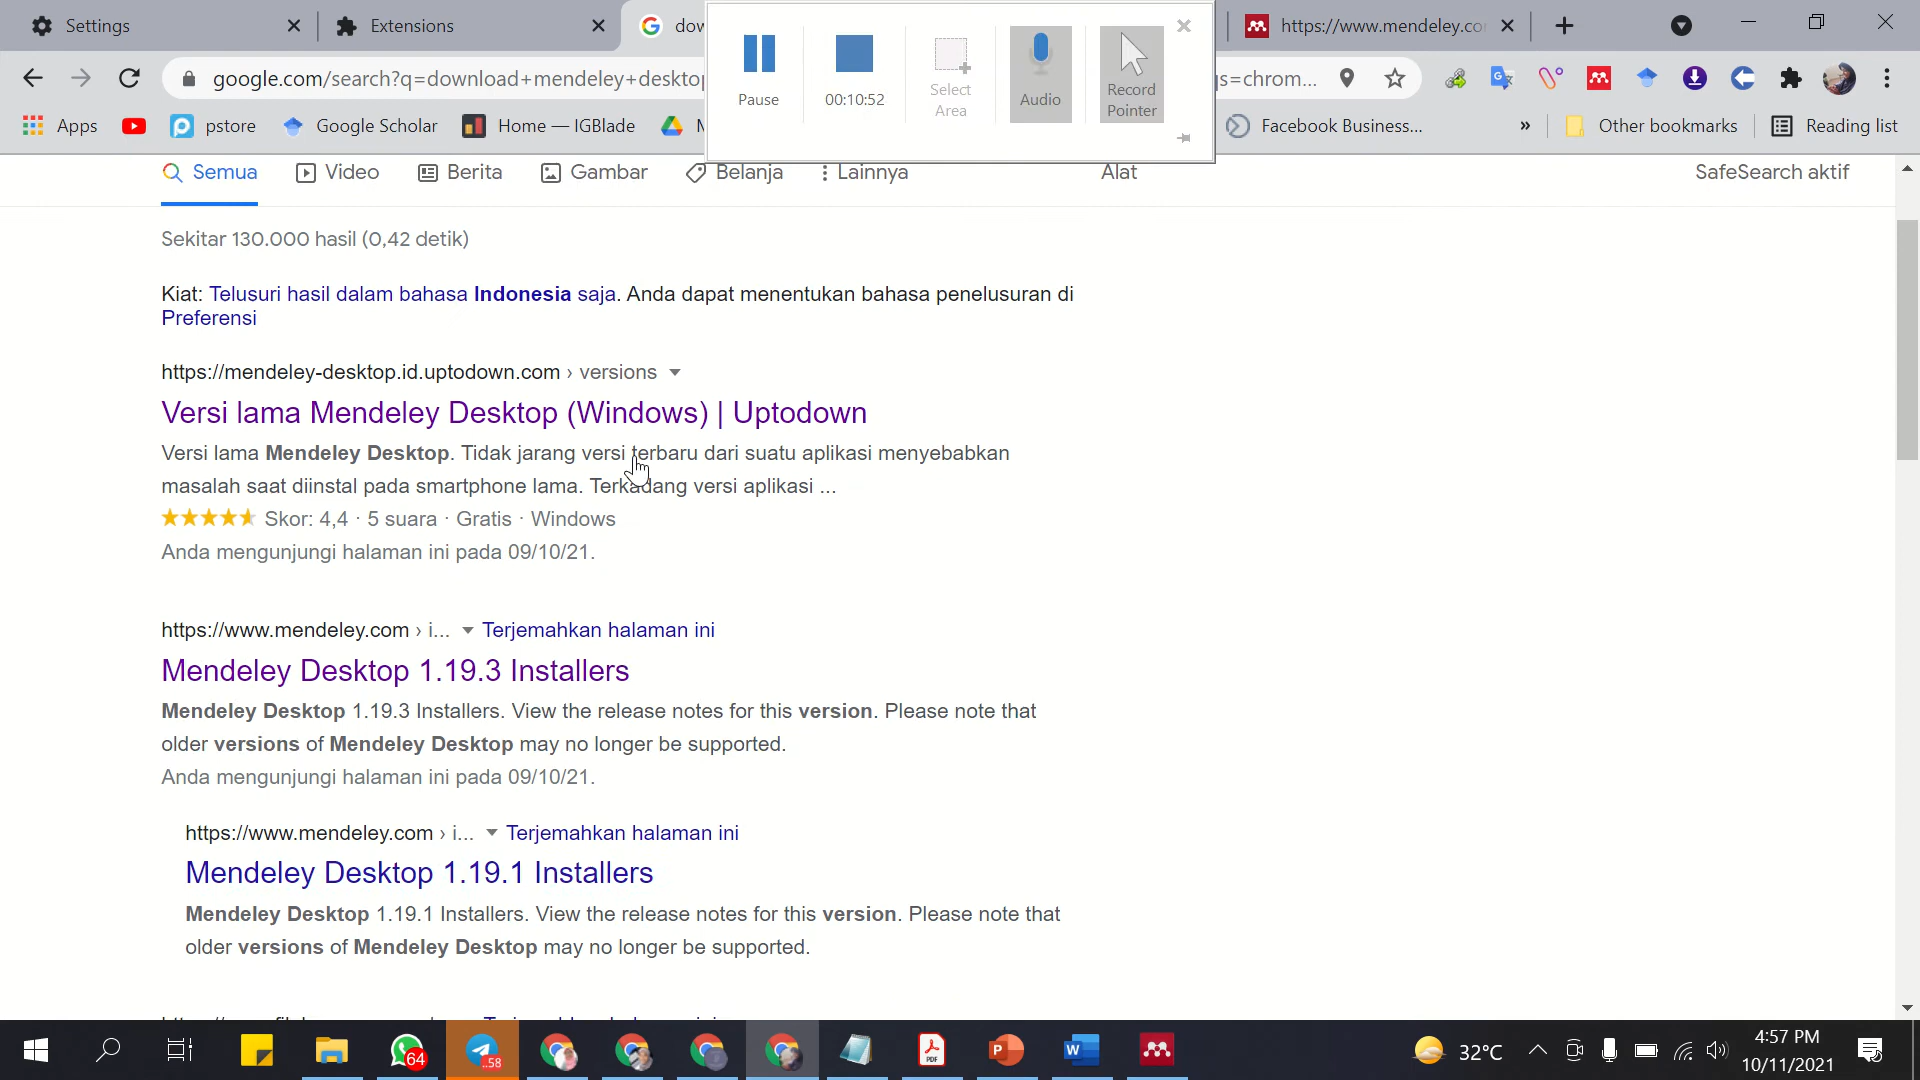 Settings
Extensions
dow
https://www.mendeley.co
google.com/search?q=download+mendeley+desktop
s=chrom...
Pause
00:10:52
Select
Area
Audio
Record
Pointer
Apps
pstore
Google Scholar
Home — IGBlade
Facebook Business...
»
Other bookmarks
Reading list
Semua
Video
Berita
Gambar
Belanja
Lainnya
Alat
SafeSearch aktif
Sekitar 130.000 hasil (0,42 detik)
Kiat: Telusuri hasil dalam bahasa Indonesia saja. Anda dapat menentukan bahasa penelusuran di
Preferensi
https://mendeley-desktop.id.uptodown.com › versions
Versi lama Mendeley Desktop (Windows) | Uptodown
Versi lama Mendeley Desktop. Tidak jarang versi terbaru dari suatu aplikasi menyebabkan
masalah saat diinstal pada smartphone lama. Terkadang versi aplikasi ...
Skor: 4,4 · 5 suara · Gratis · Windows
Anda mengunjungi halaman ini pada 09/10/21.
https://www.mendeley.com › i... Terjemahkan halaman ini
Mendeley Desktop 1.19.3 Installers
Mendeley Desktop 1.19.3 Installers. View the release notes for this version. Please note that
older versions of Mendeley Desktop may no longer be supported.
Anda mengunjungi halaman ini pada 09/10/21.
https://www.mendeley.com › i... Terjemahkan halaman ini
Mendeley Desktop 1.19.1 Installers
Mendeley Desktop 1.19.1 Installers. View the release notes for this version. Please note that
older versions of Mendeley Desktop may no longer be supported.
64
..58
PDF
32°C
4:57 PM
10/11/2021